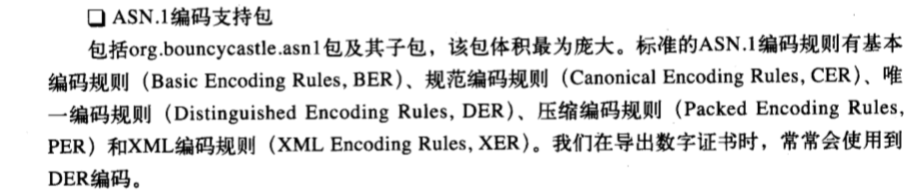 ❑ ASN.1编码支持包
包括org.bouncycastle.asn1包及其子包，该包体积最为庞大。标准的ASN.1编码规则有基本
编码规则（Basic Encoding Rules, BER）、规范编码规则（Canonical Encoding Rules, CER）、唯
一编码规则（Distinguished Encoding Rules, DER）、压缩编码规则（Packed Encoding Rules,
PER）和XML编码规则（XML Encoding Rules, XER）。我们在导出数字证书时，常常会使用到
DER编码。